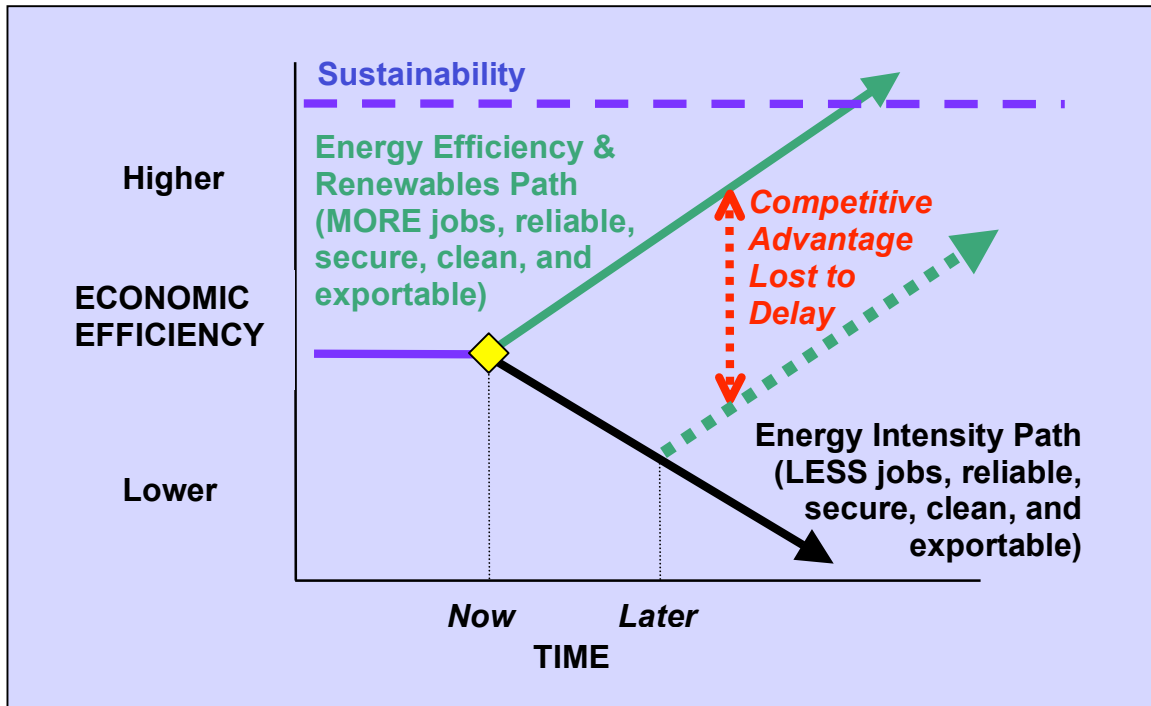 Sustainability
Energy Efficiency &
Renewables Path
(MORE jobs, reliable,
secure, clean, and
exportable)
Higher
ECONOMIC
EFFICIENCY
Lower
Competitive
Advantage
Lost to
Delay
Energy Intensity Path
(LESS jobs, reliable,
secure, clean, and
exportable)
Now
Later
TIME